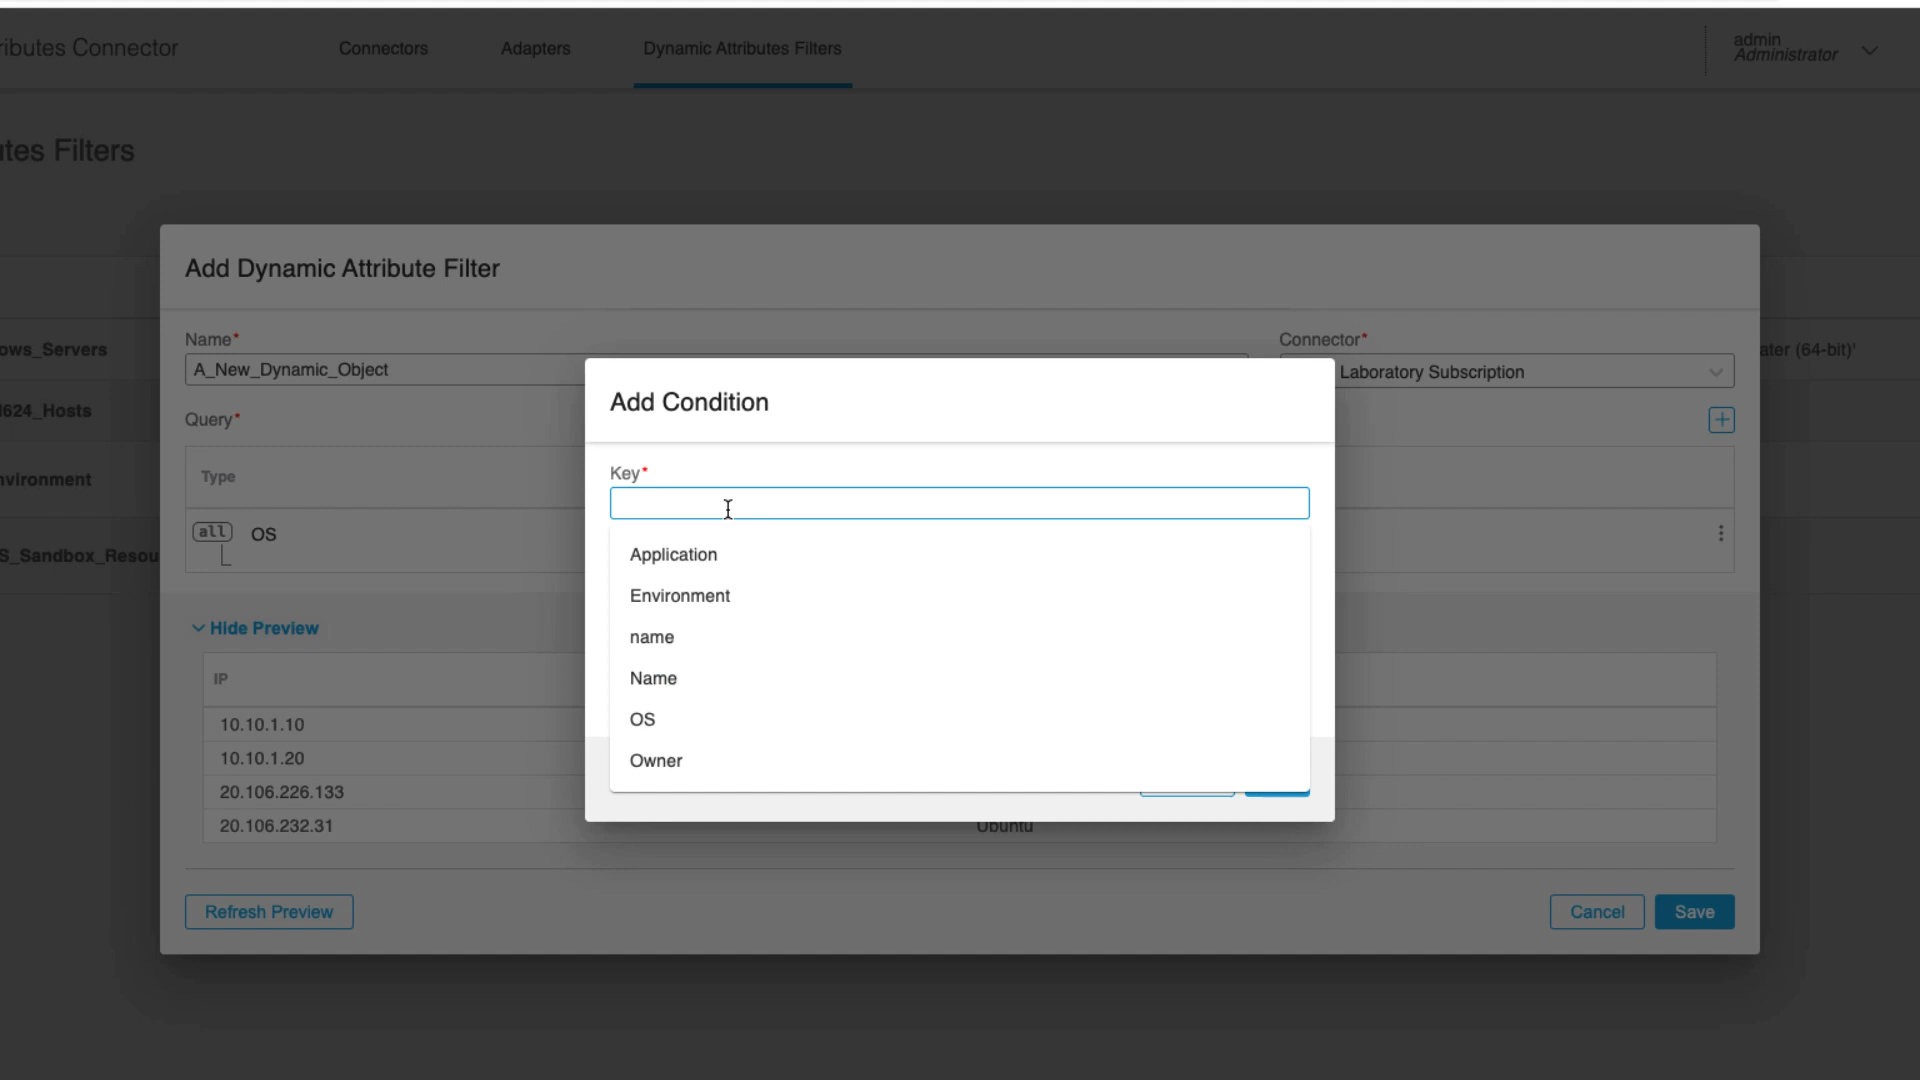 ributes Connector
Connectors
Adapters
Dynamic Attributes Filters
admin
Administrator
utes Filters
Add Dynamic Attribute Filter
Name*
Connector*
ows_Servers
ater (64-bit)'
A_New_Dynamic_Object
Laboratory Subscription
Add Condition
l624_Hosts
Query*
Key*
Type
nvironment
all
OS
S_Sandbox_Resou
Application
Environment
name
Name
OS
Owner
Hide Preview
IP
10.10.1.10
10.10.1.20
20.106.226.133
20.106.232.31
Ubuntu
Refresh Preview
Cancel
Save